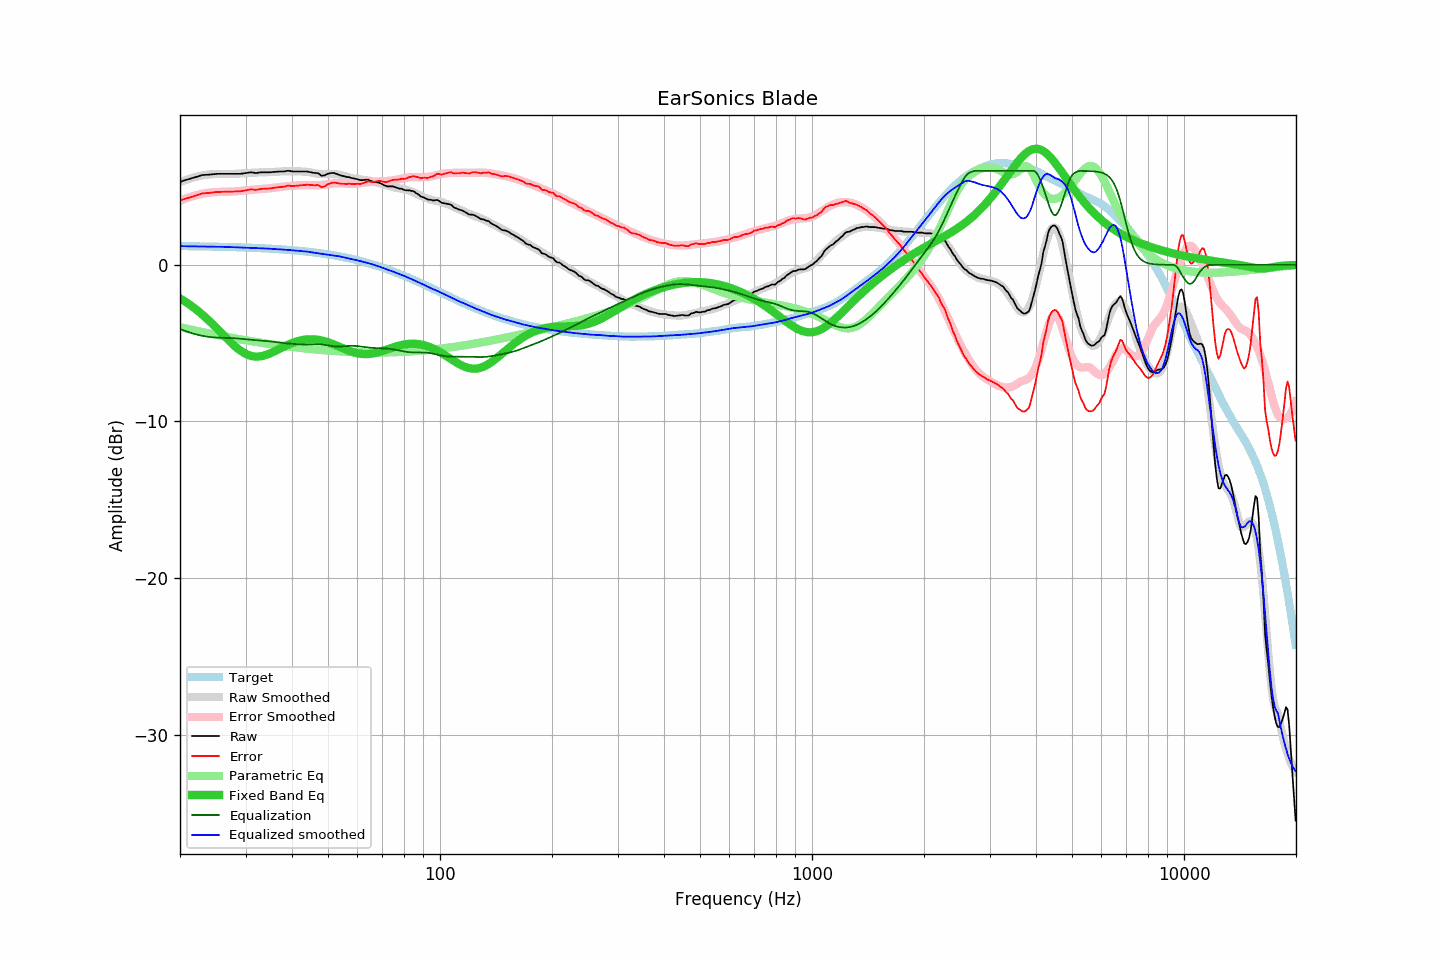 EarSonics Blade
Amplitude (dBr)
0
−10
−20
−30
Target
Raw Smoothed
Error Smoothed
Raw
Error
Parametric Eq
Fixed Band Eq
Equalization
Equalized smoothed
100
1000
10000
Frequency (Hz)